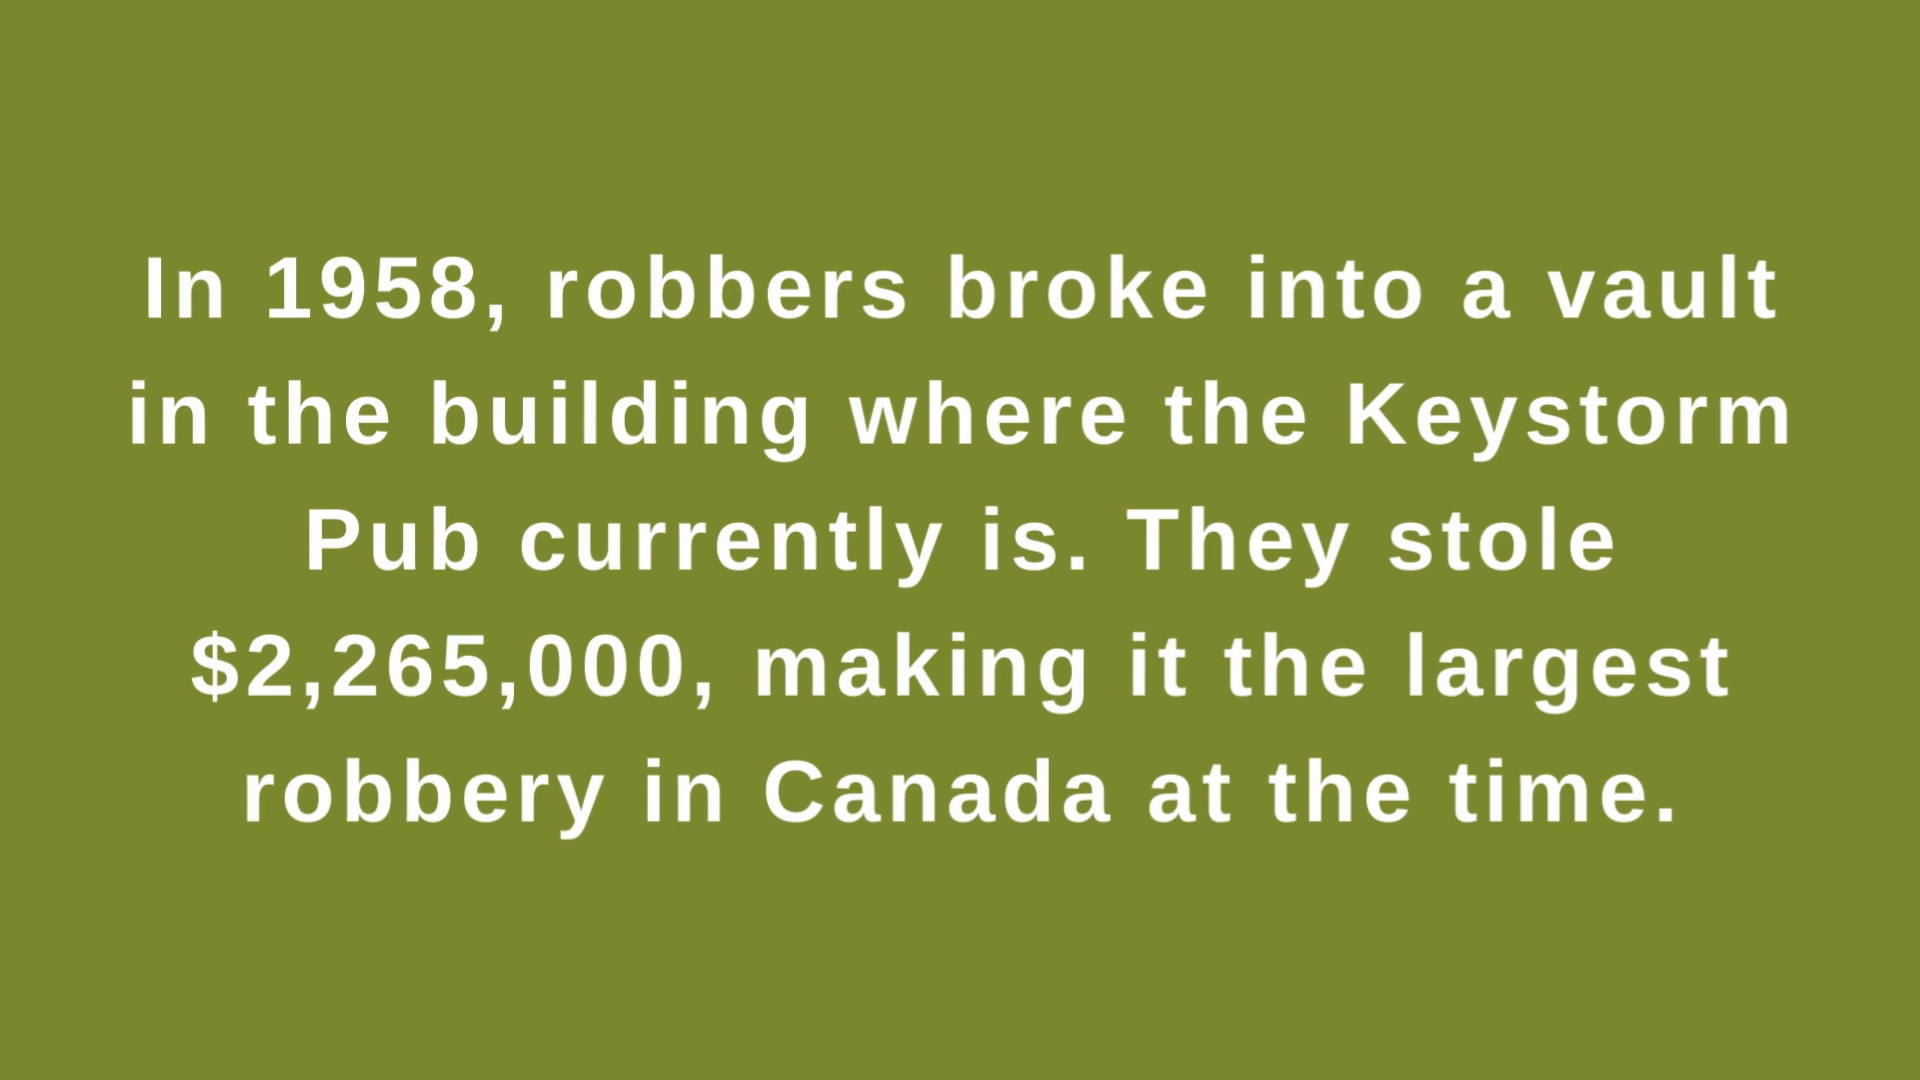 In 1958, robbers broke into a vault
in the building where the Keystorm
Pub currently is. They stole
$2,265,000, making it the largest
robbery in Canada at the time.